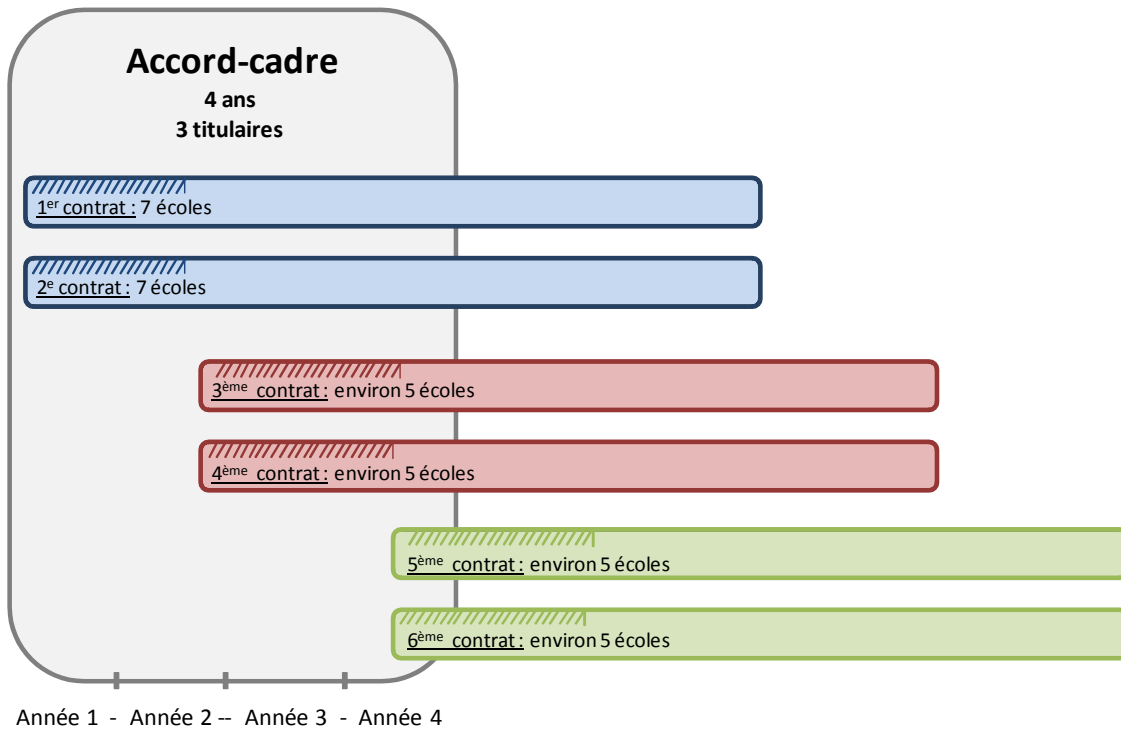 Accord-cadre
4 ans
3 titulaires
1er contrat : 7 écoles
2e contrat : 7 écoles
3ème contrat : environ 5 écoles
4ème contrat : environ 5 écoles
5ème contrat : environ 5 écoles
6ème contrat : environ 5 écoles
Année 1 - Année 2 -- Année 3 - Année 4